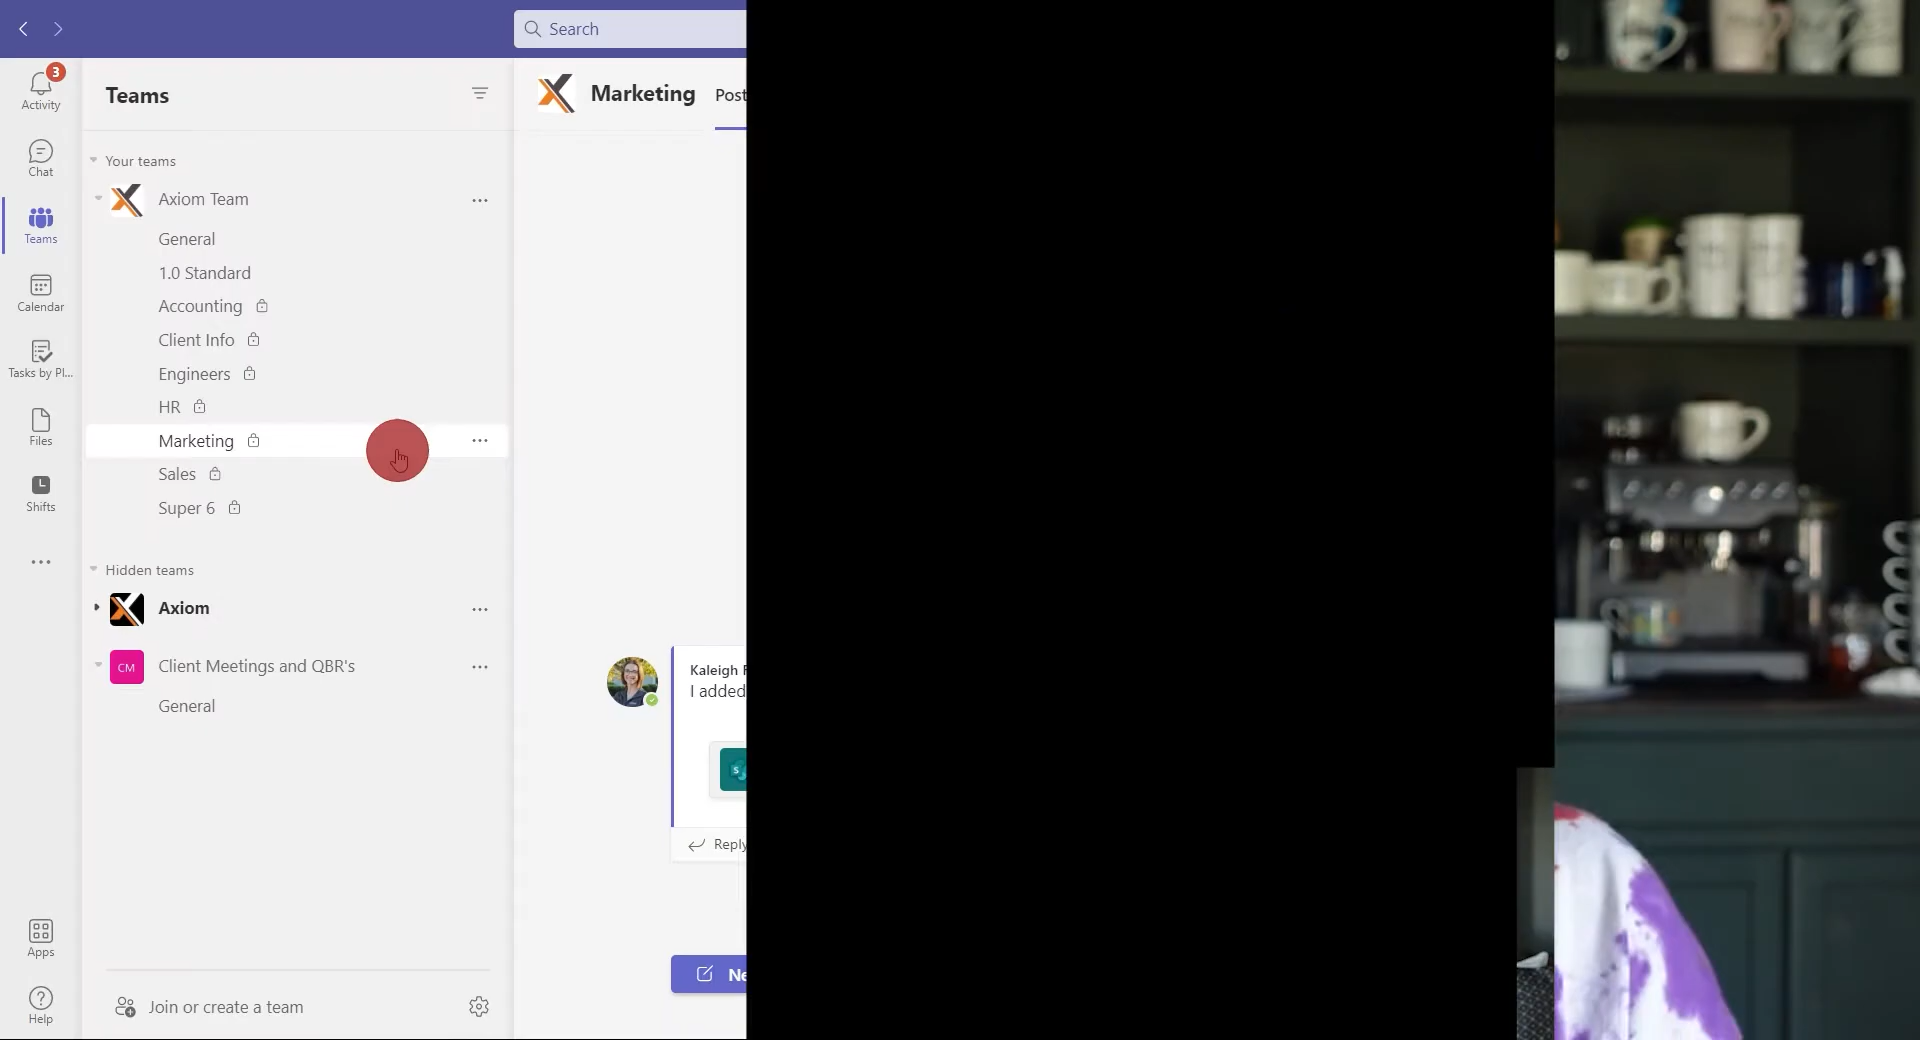 Search
3
Activity
Chat
Teams
Calendar
Tasks by Pl...
Files
Shifts
Apps
Help
Teams
Your teams
Axiom Team
General
1.0 Standard
Accounting
Client Info
Engineers
HR
Marketing
Sales
Super 6
Hidden teams
Axiom
CM
Client Meetings and QBR's
General
Join or create a team
Marketing
Post
Kaleigh
I added
S
Reply